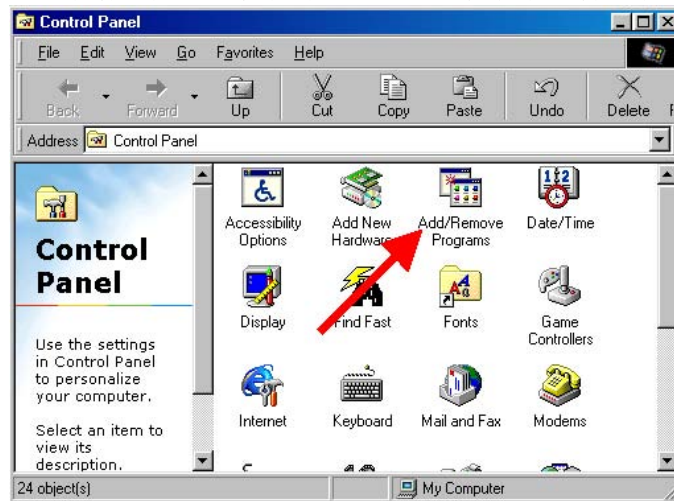 Control Panel
File Edit View Go Favorites Help
Back Forward Up Cut Copy Paste Undo Delete
Address Control Panel
Control
Panel
Use the settings
in Control Panel
to personalize
your computer.
Select an item to
view its
description.
Accessibility
Options
Add New
Hardware
Add/Remove
Programs
Date/Time
Display
Find Fast
Fonts
Game
Controllers
Internet
Keyboard
Mail and Fax
Modems
24 object(s)
My Computer